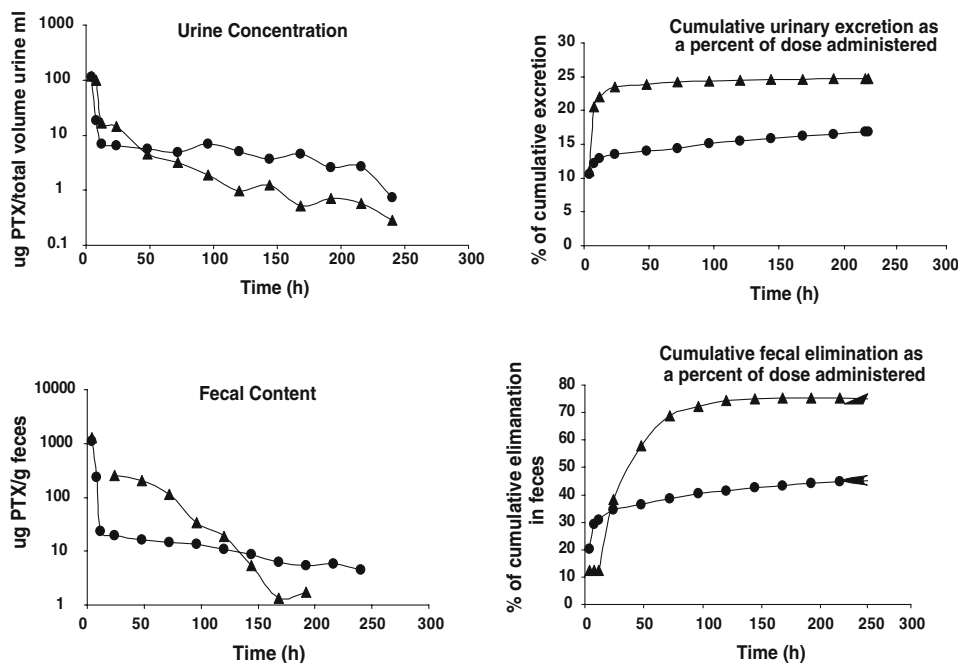 Urine Concentration
ug PTX/total volume urine ml
1000
100
10
1
0.1
0 50 100 150 200 250 300
Time (h)
Cumulative urinary excretion as
a percent of dose administered
% of cumulative excretion
30
25
20
15
10
5
0
0 50 100 150 200 250 300
Time (h)
Fecal Content
ug PTX/g feces
10000
1000
100
10
1
0 50 100 150 200 250 300
Time (h)
Cumulative fecal elimination as
a percent of dose administered
% of cumulative elimanation
in feces
80
70
60
50
40
30
20
10
0
0 50 100 150 200 250 300
Time (h)